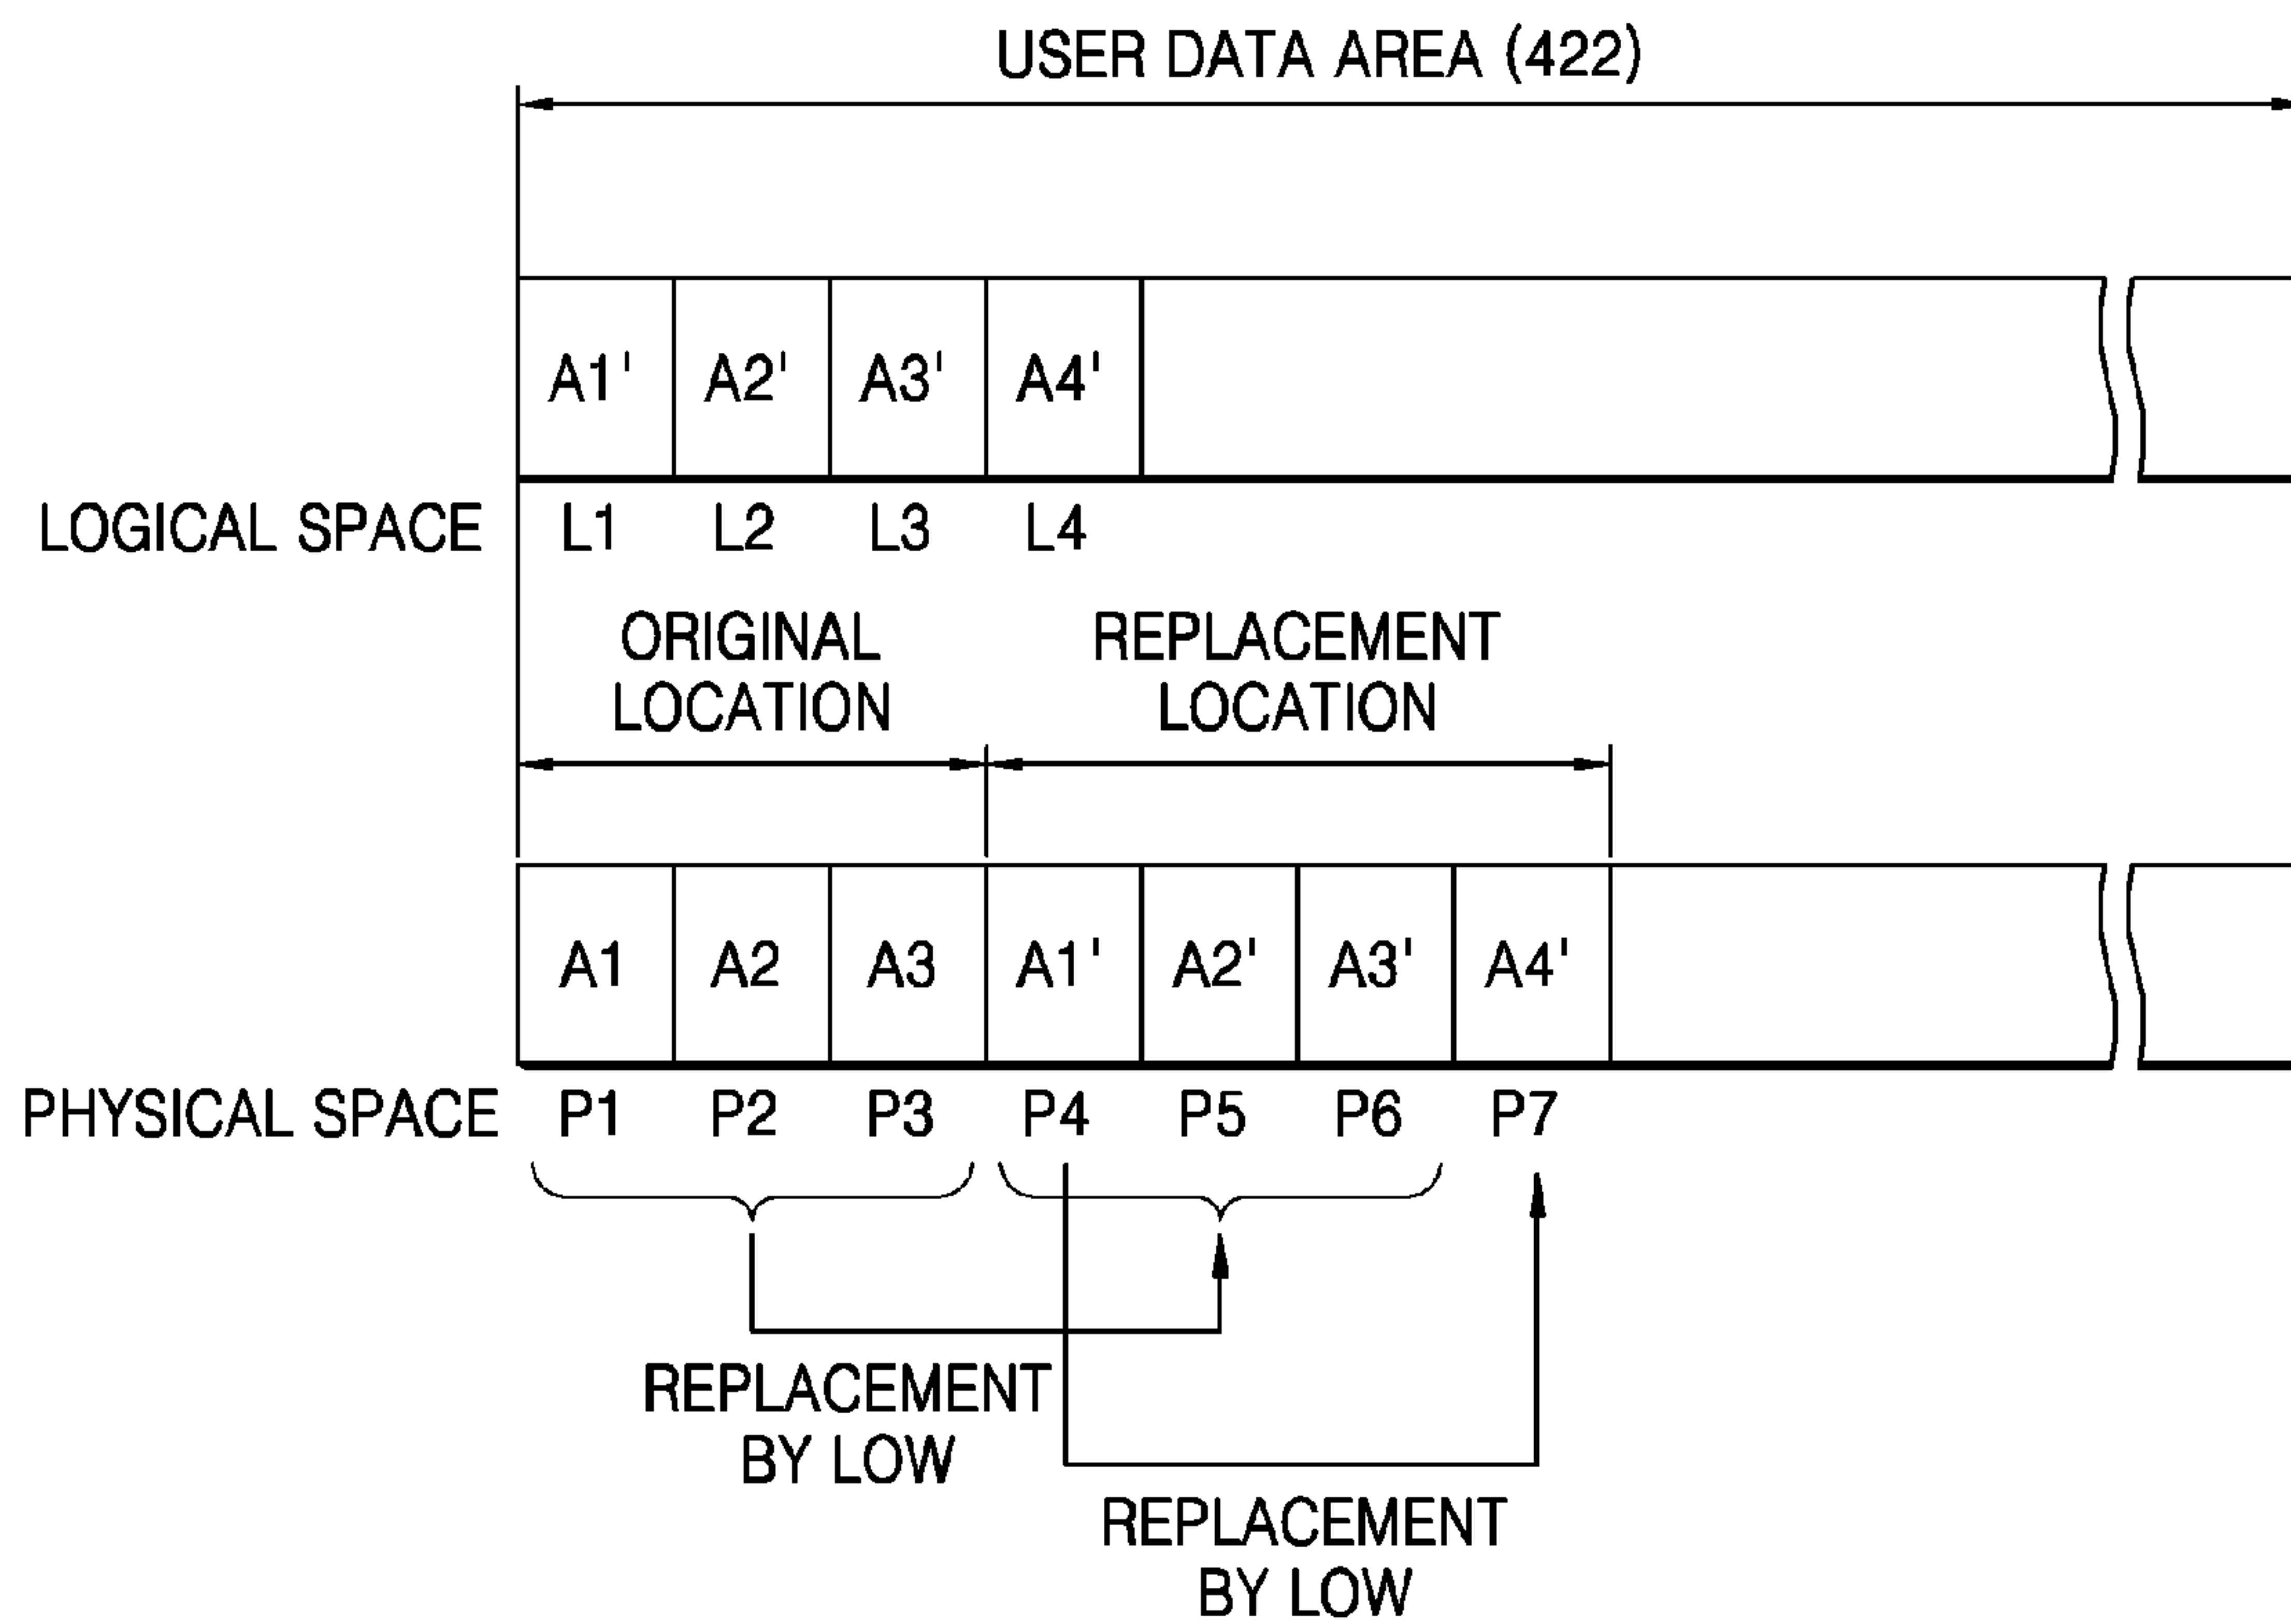 USER DATA AREA (422)
A1' A2' A3' A4'
LOGICAL SPACE L1 L2 L3 L4
ORIGINAL
LOCATION
REPLACEMENT
LOCATION
A1 A2 A3 A1' A2' A3' A4'
PHYSICAL SPACE P1 P2 P3 P4 P5 P6 P7
REPLACEMENT
BY LOW
REPLACEMENT
BY LOW